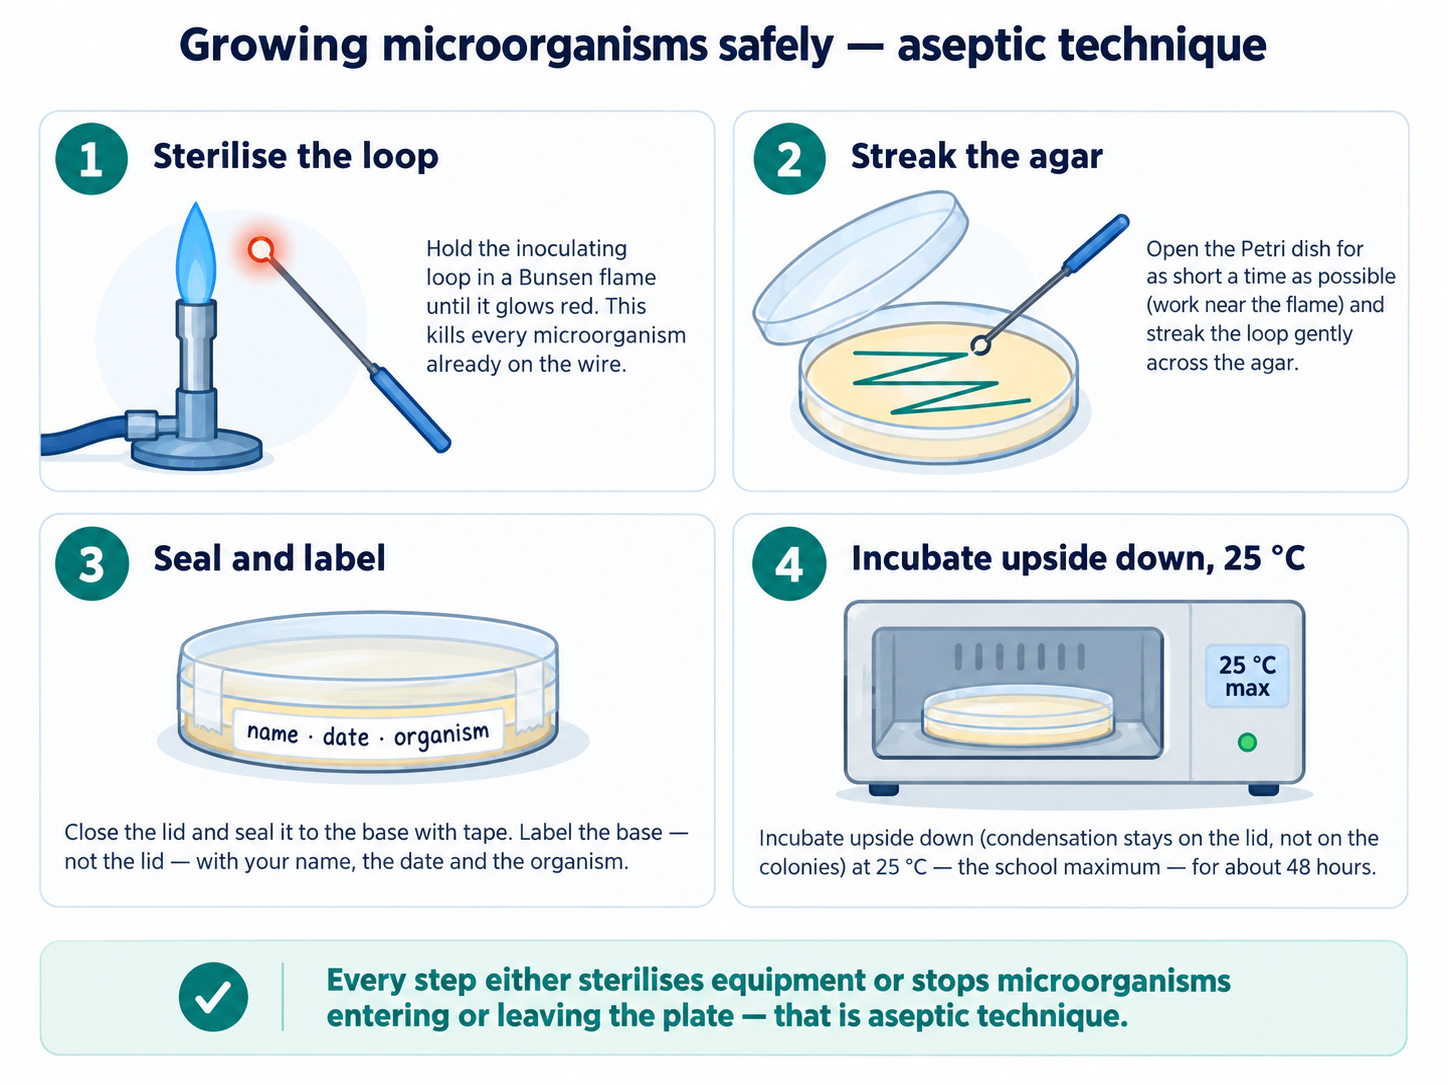 Growing microorganisms safely — aseptic technique
1
Sterilise the loop
Hold the inoculating
loop in a Bunsen flame
until it glows red. This
kills every microorganism
already on the wire.
2
Streak the agar
Open the Petri dish for
as short a time as possible
(work near the flame) and
streak the loop gently
across the agar.
3
Seal and label
name · date · organism
Close the lid and seal it to the base with tape. Label the base —
not the lid — with your name, the date and the organism.
4
Incubate upside down, 25 °C
25 °C
max
Incubate upside down (condensation stays on the lid, not on the
colonies) at 25 °C — the school maximum — for about 48 hours.
Every step either sterilises equipment or stops microorganisms
entering or leaving the plate — that is aseptic technique.